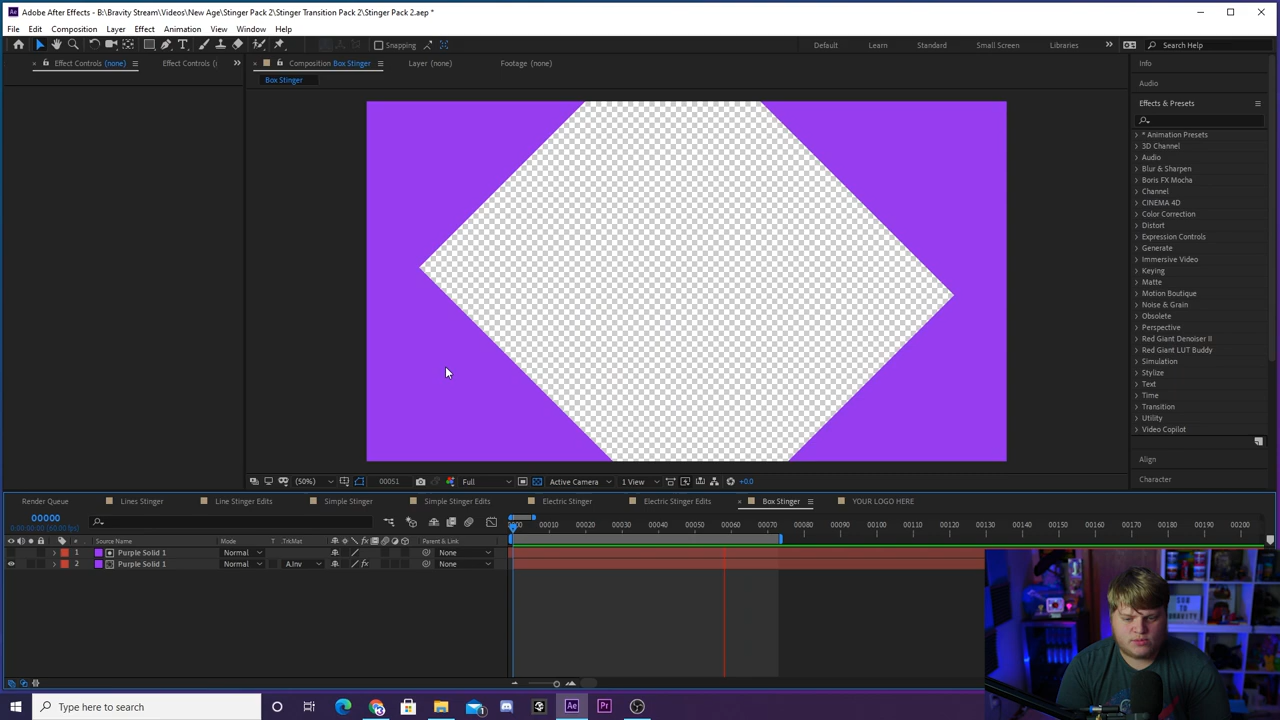 Adobe After Effects - B:\Bravity Stream\Videos\New Age\Stinger Pack 2\Stinger Transition Pack 2\Stinger Pack 2.aep *
File Edit Composition Layer Effect Animation View Window Help
Snapping Default Learn Standard Small Screen Libraries Search Help
Effect Controls (none) Effect Controls ( Composition Box Stinger Layer (none) Footage (none)
Box Stinger
Info
Audio
Effects & Presets
* Animation Presets
3D Channel
Audio
Blur & Sharpen
Boris FX Mocha
Channel
CINEMA 4D
Color Correction
Distort
Expression Controls
Generate
Immersive Video
Keying
Matte
Motion Boutique
Noise & Grain
Obsolete
Perspective
Red Giant Denoiser II
Red Giant LUT Buddy
Simulation
Stylize
Text
Time
Transition
Utility
Video Copilot
Align
Character
(50%) 00051 Full Active Camera 1 View +0.0
Render Queue Lines Stinger Line Stinger Edits Simple Stinger Simple Stinger Edits Electric Stinger Electric Stinger Edits Box Stinger YOUR LOGO HERE
00000
0:00:00:00 (60.00 fps)
00010 00020 00030 00040 00050 00060 00070 00080 00090 00100 00110 00120 00130 00140 00150 00160 00170 00180 00190 00200
# Source Name Mode T .TrkMat Parent & Link
1 Purple Solid 1 Normal None
2 Purple Solid 1 Normal A.Inv None
Type here to search